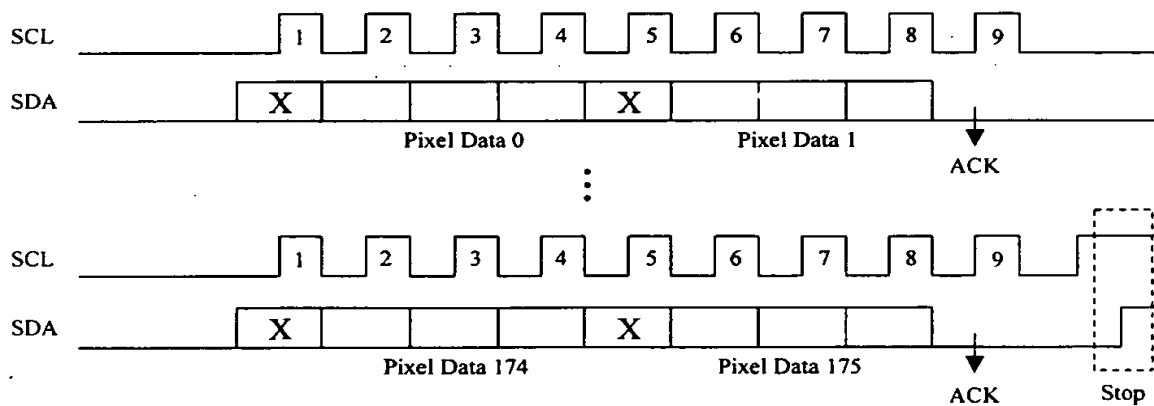 SCL 1 2 3 4 5 6 7 8 9
SDA X X
Pixel Data 0 Pixel Data 1
ACK
SCL 1 2 3 4 5 6 7 8 9
SDA X X
Pixel Data 174 Pixel Data 175
ACK Stop